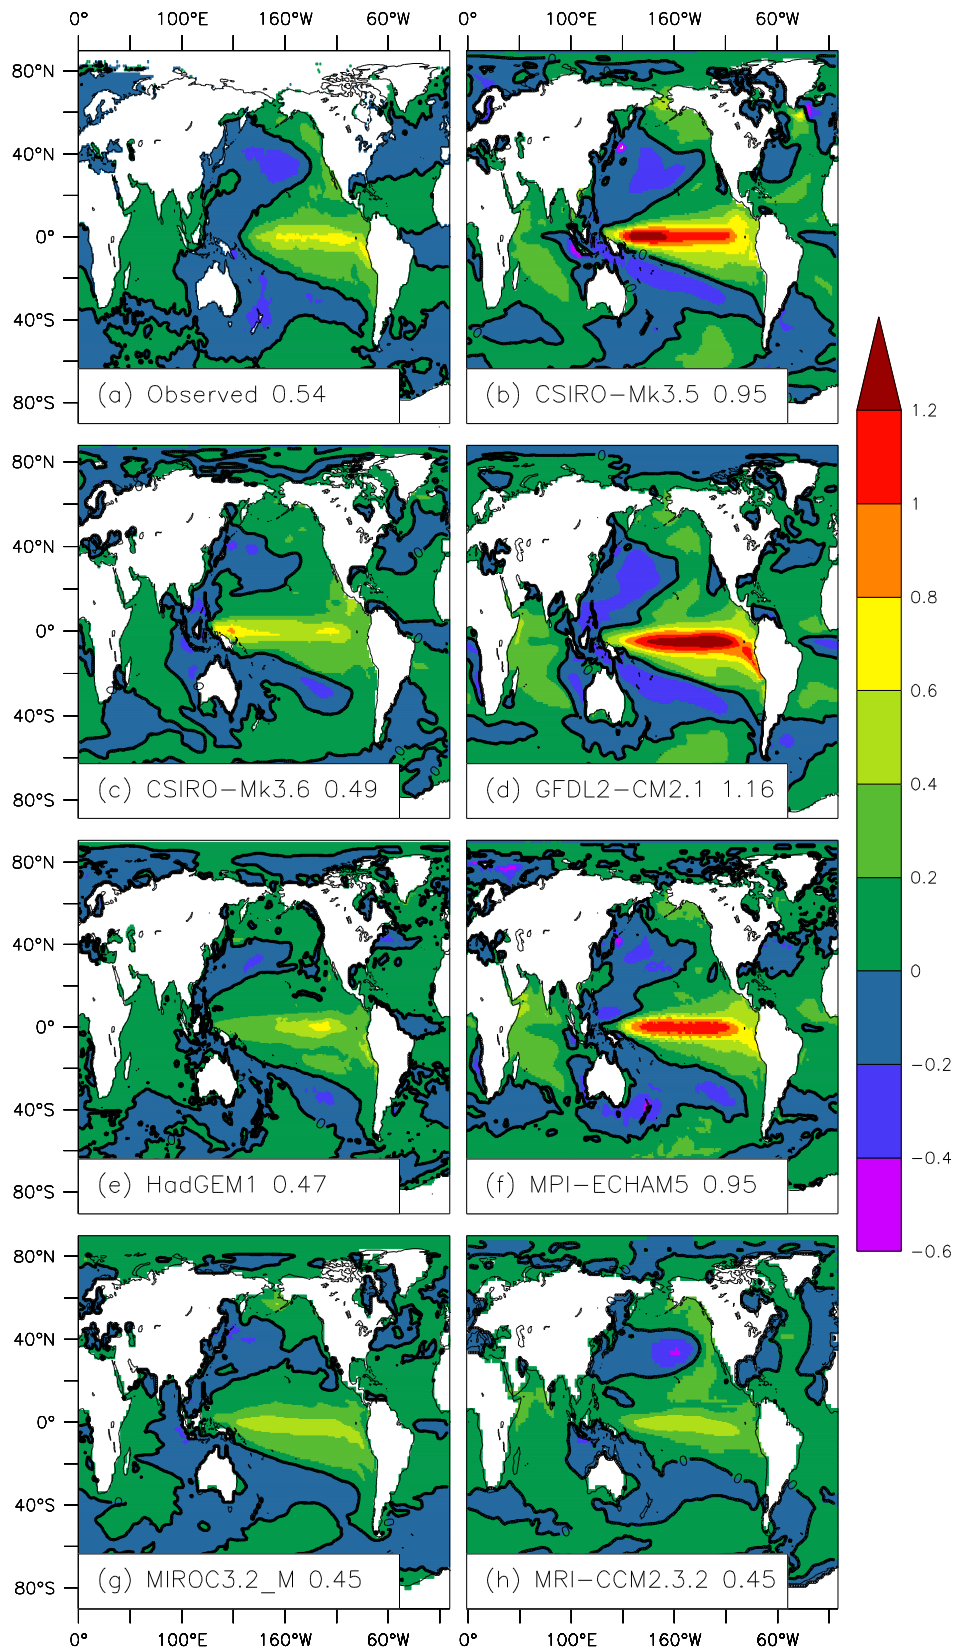 0° 100°E 160°W 60°W 0° 100°E 160°W 60°W
80°N
40°N
0°
40°S
80°S
(a) Observed 0.54
(b) CSIRO-Mk3.5 0.95
80°N
40°N
0°
40°S
80°S
(c) CSIRO-Mk3.6 0.49
(d) GFDL2-CM2.1 1.16
80°N
40°N
0°
40°S
80°S
(e) HadGEM1 0.47
(f) MPI-ECHAM5 0.95
80°N
40°N
0°
40°S
80°S
(g) MIROC3.2_M 0.45
(h) MRI-CCM2.3.2 0.45
0° 100°E 160°W 60°W 0° 100°E 160°W 60°W
1.2
1
0.8
0.6
0.4
0.2
0
-0.2
-0.4
-0.6